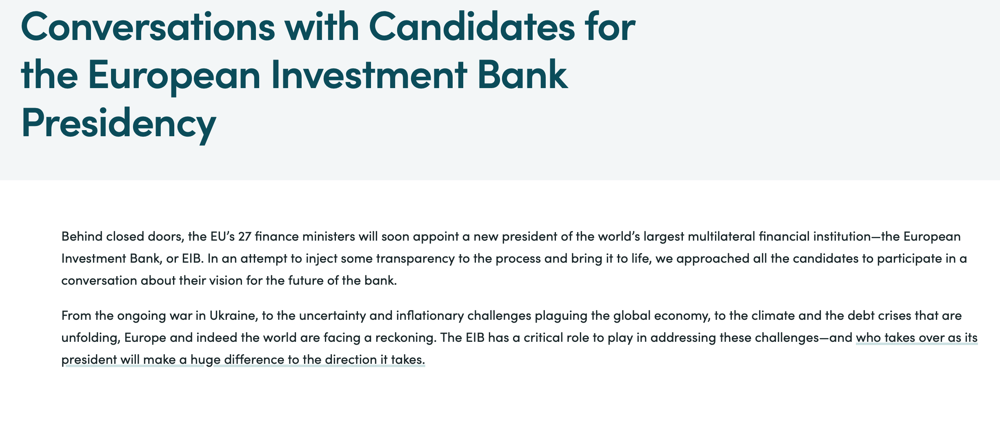 Conversations with Candidates for
the European Investment Bank
Presidency
Behind closed doors, the EU’s 27 finance ministers will soon appoint a new president of the world’s largest multilateral financial institution—the European
Investment Bank, or EIB. In an attempt to inject some transparency to the process and bring it to life, we approached all the candidates to participate in a
conversation about their vision for the future of the bank.
From the ongoing war in Ukraine, to the uncertainty and inflationary challenges plaguing the global economy, to the climate and the debt crises that are
unfolding, Europe and indeed the world are facing a reckoning. The EIB has a critical role to play in addressing these challenges—and who takes over as its
president will make a huge difference to the direction it takes.